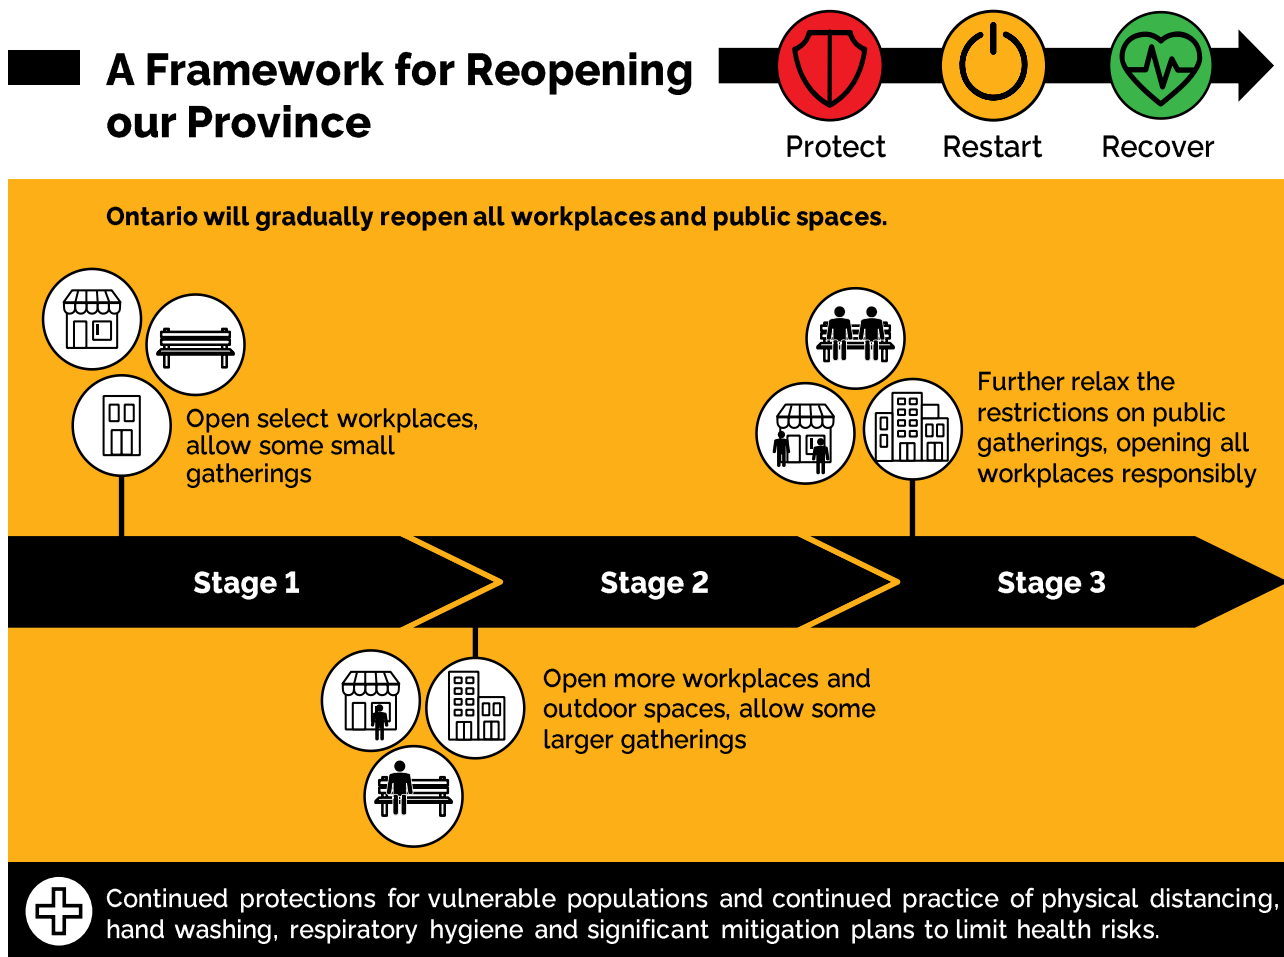 A Framework for Reopening
our Province
Protect
Restart
Recover
Ontario will gradually reopen all workplaces and public spaces.
Open select workplaces,
allow some small
gatherings
Further relax the
restrictions on public
gatherings, opening all
workplaces responsibly
Stage 1
Stage 2
Stage 3
Open more workplaces and
outdoor spaces, allow some
larger gatherings
Continued protections for vulnerable populations and continued practice of physical distancing,
hand washing, respiratory hygiene and significant mitigation plans to limit health risks.